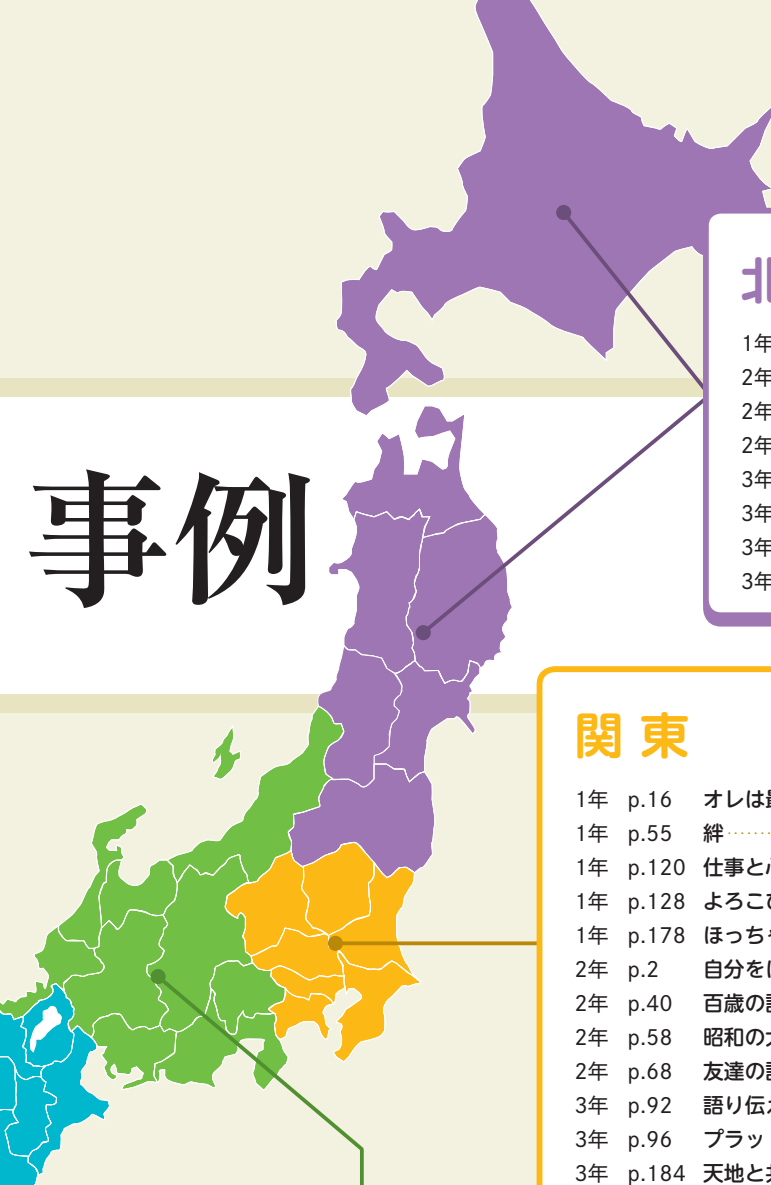 事例
北
1年
2年
2年
2年
3年
3年
3年
3年
関東
1年 p.16 オレは
1年 p.55 絆
1年 p.120 仕事と心
1年 p.128 よろこ
1年 p.178 ほっち
2年 p.2 自分を
2年 p.40 百歳の
2年 p.58 昭和の
2年 p.68 友達の
3年 p.92 語り伝
3年 p.96 プラッ
3年 p.184 天地と共